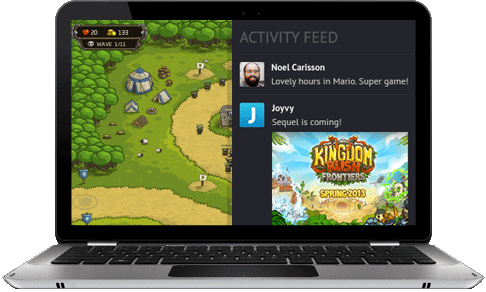 20 133
WAVE 1/11
ACTIVITY FEED
Noel Carisson
Lovely hours in Mario. Super game!
J
Joyvy
Sequel is coming!
KINGDOM
RUSH
FRONTIERS
SPRING 2013